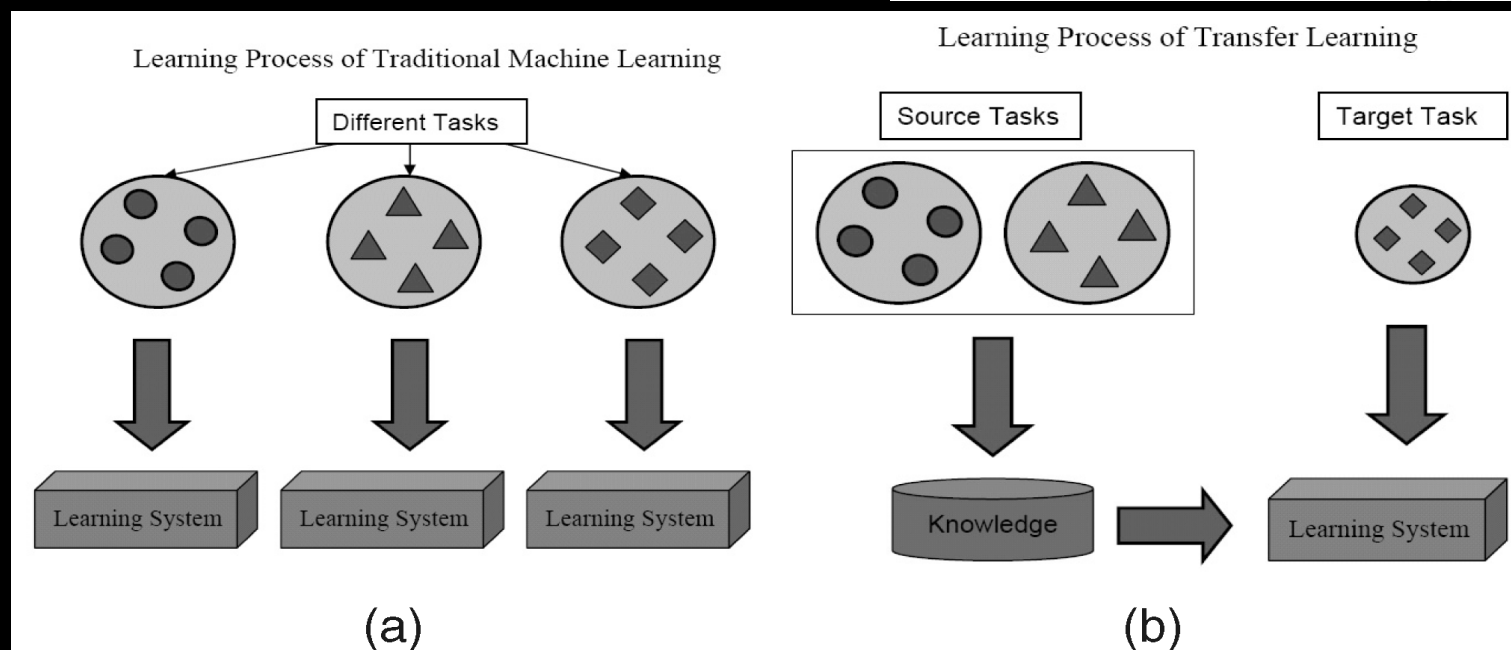 Learning Process of Traditional Machine Learning
Different Tasks
Learning System
Learning System
Learning System
(a)
Learning Process of Transfer Learning
Source Tasks
Target Task
Knowledge
Learning System
(b)